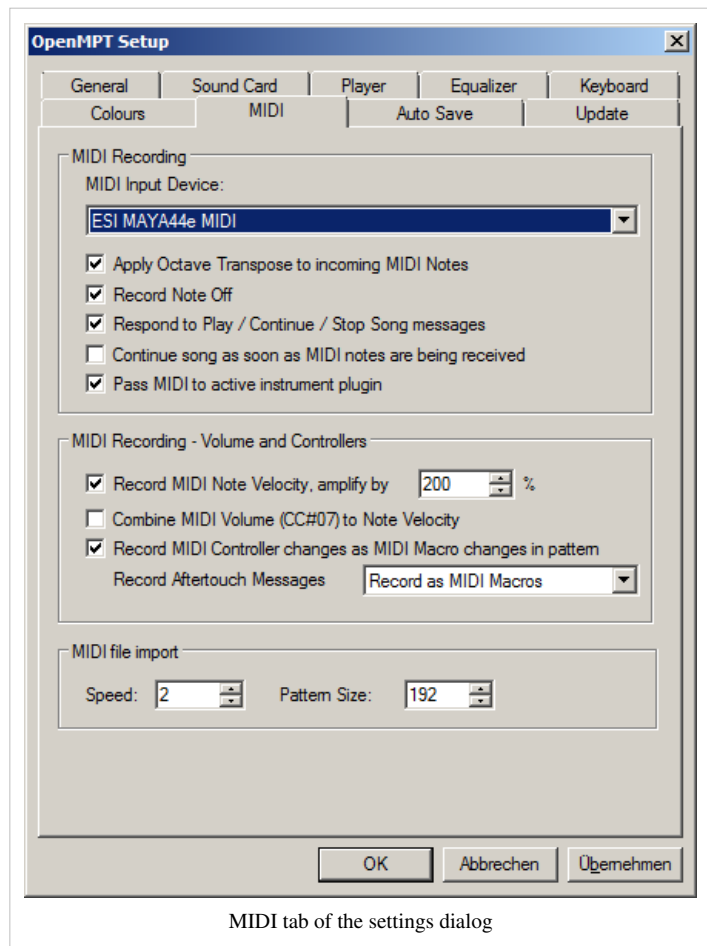 OpenMPT Setup
General Sound Card Player Equalizer Keyboard
Colours MIDI Auto Save Update
MIDI Recording
MIDI Input Device:
ESI MAYA44e MIDI
Apply Octave Transpose to incoming MIDI Notes
Record Note Off
Respond to Play / Continue / Stop Song messages
Continue song as soon as MIDI notes are being received
Pass MIDI to active instrument plugin
MIDI Recording - Volume and Controllers
Record MIDI Note Velocity, amplify by 200 %
Combine MIDI Volume (CC#07) to Note Velocity
Record MIDI Controller changes as MIDI Macro changes in pattern
Record Aftertouch Messages Record as MIDI Macros
MIDI file import
Speed: 2 Pattern Size: 192
OK Abbrechen Übernehmen
MIDI tab of the settings dialog